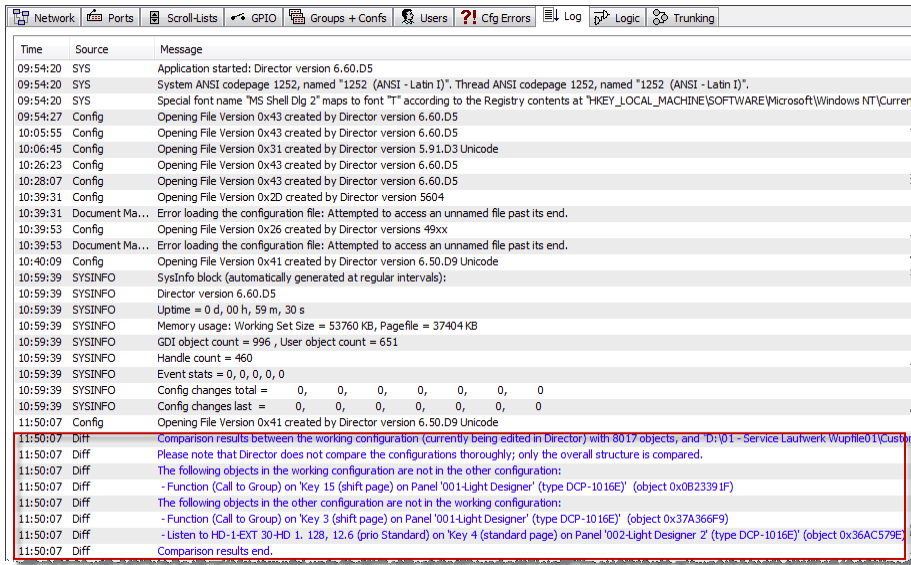 Network Ports Scroll-Lists GPIO Groups + Confs Users Cfg Errors Log Logic Trunking
Time Source Message
09:54:20 SYS Application started: Director version 6.60.D5
09:54:20 SYS System ANSI codepage 1252, named "1252 (ANSI - Latin I)". Thread ANSI codepage 1252, named "1252 (ANSI - Latin I)".
09:54:20 SYS Special font name "MS Shell Dlg 2" maps to font "T" according to the Registry contents at "HKEY_LOCAL_MACHINE\SOFTWARE\Microsoft\Windows NT\Curren
09:54:27 Config Opening File Version 0x43 created by Director version 6.60.D5
10:05:55 Config Opening File Version 0x43 created by Director version 6.60.D5
10:06:45 Config Opening File Version 0x31 created by Director version 5.91.D3 Unicode
10:26:23 Config Opening File Version 0x43 created by Director version 6.60.D5
10:28:07 Config Opening File Version 0x43 created by Director version 6.60.D5
10:39:31 Config Opening File Version 0x2D created by Director version 5604
10:39:31 Document Ma... Error loading the configuration file: Attempted to access an unnamed file past its end.
10:39:53 Config Opening File Version 0x26 created by Director versions 49xx
10:39:53 Document Ma... Error loading the configuration file: Attempted to access an unnamed file past its end.
10:40:09 Config Opening File Version 0x41 created by Director version 6.50.D9 Unicode
10:59:39 SYSINFO SysInfo block (automatically generated at regular intervals):
10:59:39 SYSINFO Director version 6.60.D5
10:59:39 SYSINFO Uptime = 0 d, 00 h, 59 m, 30 s
10:59:39 SYSINFO Memory usage: Working Set Size = 53760 KB, Pagefile = 37404 KB
10:59:39 SYSINFO GDI object count = 996 , User object count = 651
10:59:39 SYSINFO Handle count = 460
10:59:39 SYSINFO Event stats = 0, 0, 0, 0, 0
10:59:39 SYSINFO Config changes total = 0, 0, 0, 0, 0, 0, 0
10:59:39 SYSINFO Config changes last = 0, 0, 0, 0, 0, 0, 0
11:50:07 Config Opening File Version 0x41 created by Director version 6.50.D9 Unicode
11:50:07 Diff Comparison results between the working configuration (currently being edited in Director) with 8017 objects, and 'D:\01 - Service Laufwerk Wupfile01\Custom
11:50:07 Diff Please note that Director does not compare the configurations thoroughly; only the overall structure is compared.
11:50:07 Diff The following objects in the working configuration are not in the other configuration:
11:50:07 Diff - Function (Call to Group) on 'Key 15 (shift page) on Panel '001-Light Designer' (type DCP-1016E)' (object 0x0B23391F)
11:50:07 Diff The following objects in the other configuration are not in the working configuration:
11:50:07 Diff - Function (Call to Group) on 'Key 3 (shift page) on Panel '001-Light Designer' (type DCP-1016E)' (object 0x37A366F9)
11:50:07 Diff - Listen to HD-1-EXT 30-HD 1. 128, 12.6 (prio Standard) on 'Key 4 (standard page) on Panel '002-Light Designer 2' (type DCP-1016E)' (object 0x36AC579E)
11:50:07 Diff Comparison results end.